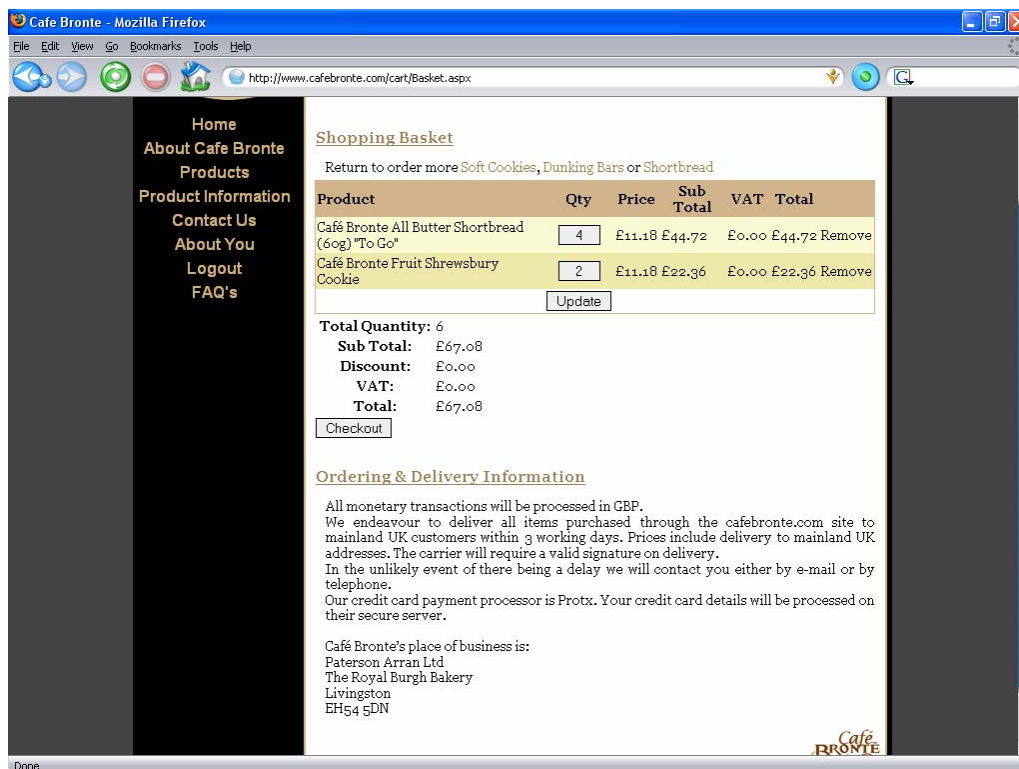 Cafe Bronte - Mozilla Firefox
File Edit View Go Bookmarks Tools Help
http://www.cafebronte.com/cart/Basket.aspx
G
Home
About Cafe Bronte
Products
Product Information
Contact Us
About You
Logout
FAQ's
Shopping Basket
Return to order more Soft Cookies, Dunking Bars or Shortbread
Product Qty Price Sub Total VAT Total
Café Bronte All Butter Shortbread
(60g) "To Go" 4 £11.18 £44.72 £0.00 £44.72 Remove
Café Bronte Fruit Shrewsbury
Cookie 2 £11.18 £22.36 £0.00 £22.36 Remove
Update
Total Quantity: 6
Sub Total: £67.08
Discount: £0.00
VAT: £0.00
Total: £67.08
Checkout
Ordering & Delivery Information
All monetary transactions will be processed in GBP.
We endeavour to deliver all items purchased through the cafebronte.com site to
mainland UK customers within 3 working days. Prices include delivery to mainland UK
addresses. The carrier will require a valid signature on delivery.
In the unlikely event of there being a delay we will contact you either by e-mail or by
telephone.
Our credit card payment processor is Protx. Your credit card details will be processed on
their secure server.
Café Bronte's place of business is:
Paterson Arran Ltd
The Royal Burgh Bakery
Livingston
EH54 5DN
Café
BRONTE
Done